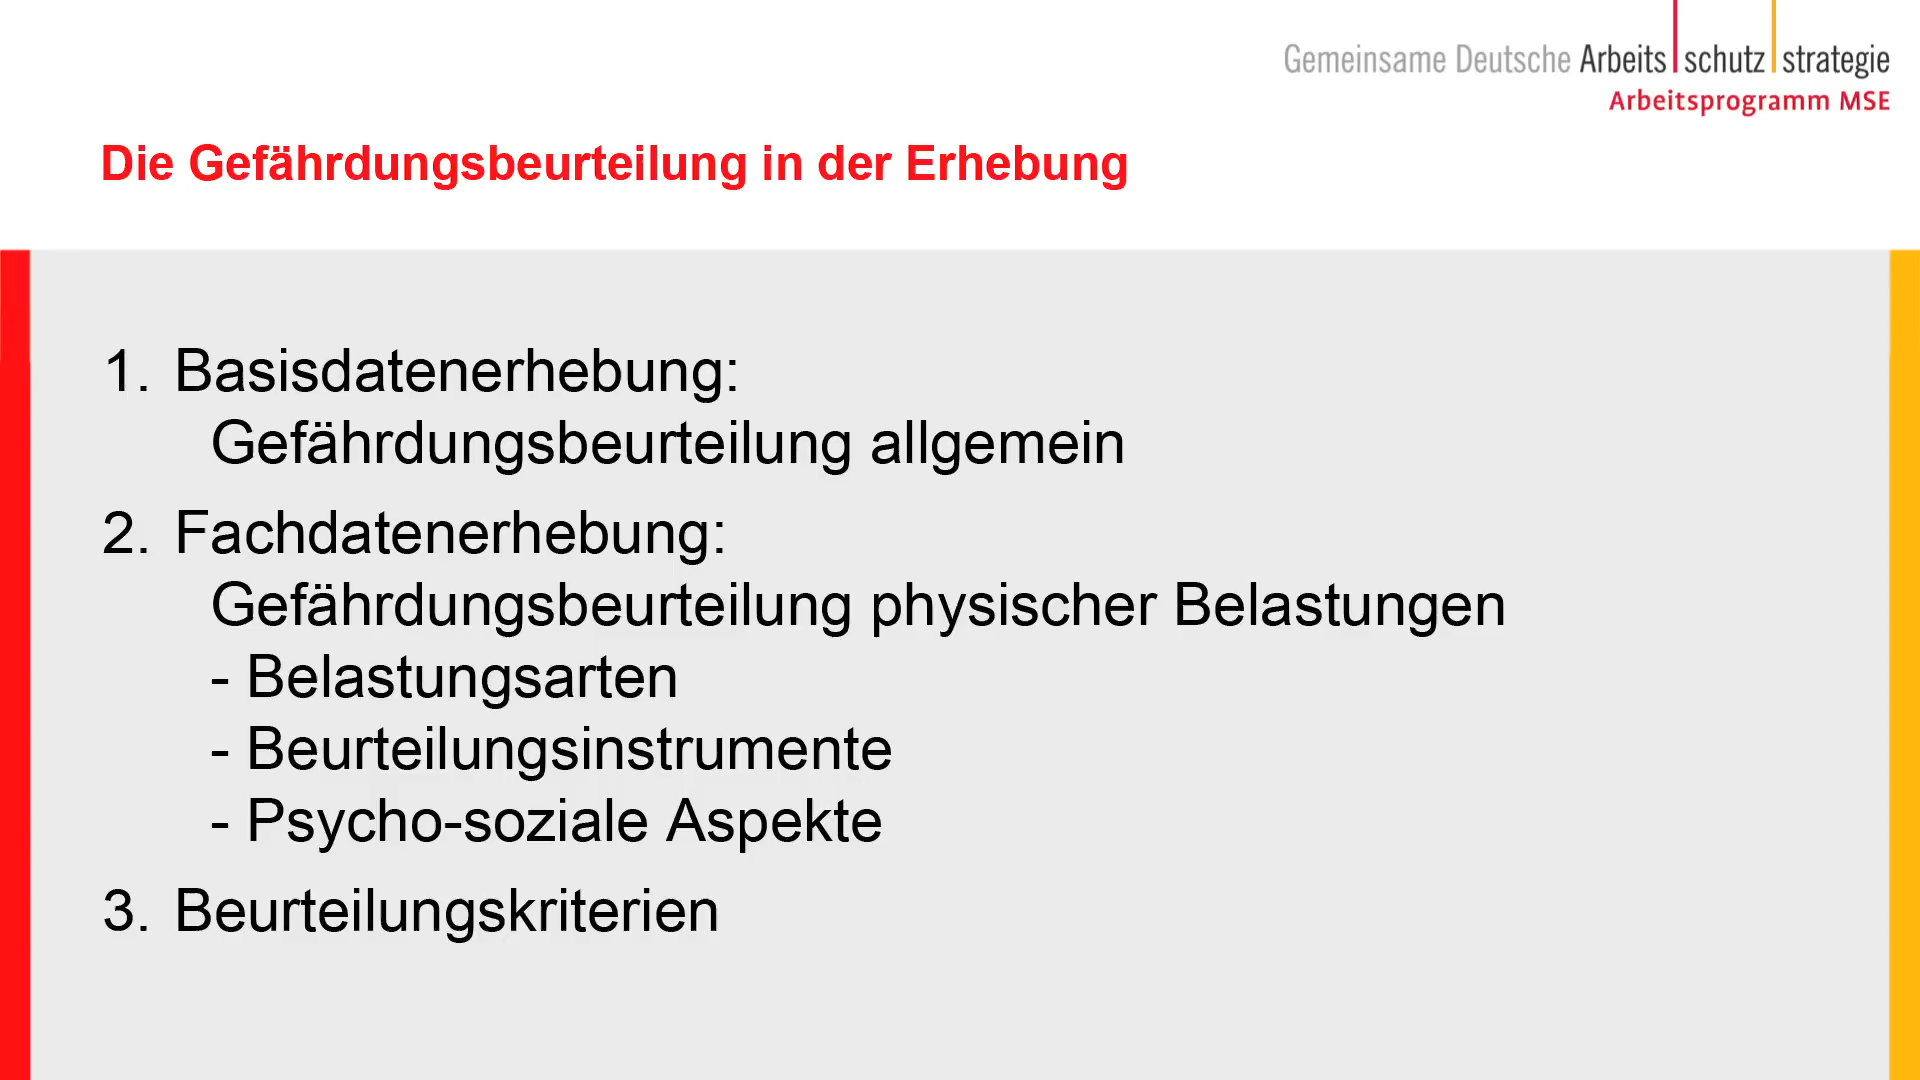 Gemeinsame Deutsche Arbeits schutz strategie
Arbeitsprogramm MSE
Die Gefährdungsbeurteilung in der Erhebung
1. Basisdatenerhebung:
Gefährdungsbeurteilung allgemein
2. Fachdatenerhebung:
Gefährdungsbeurteilung physischer Belastungen
- Belastungsarten
- Beurteilungsinstrumente
- Psycho-soziale Aspekte
3. Beurteilungskriterien